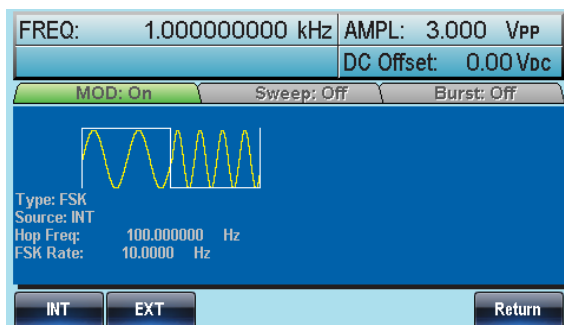 FREQ: 1.000000000 kHz AMPL: 3.000 VPP
DC Offset: 0.00 VDC
MOD: On Sweep: Off Burst: Off
Type: FSK
Source: INT
Hop Freq: 100.000000 Hz
FSK Rate: 10.0000 Hz
INT EXT Return